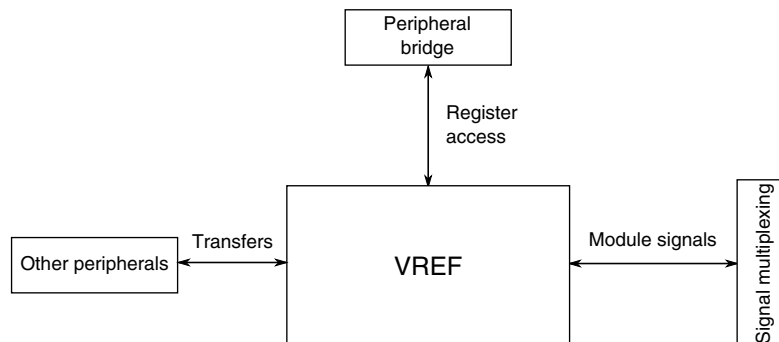 Peripheral
bridge
Register
access
Other peripherals
Transfers
VREF
Module signals
Signal multiplexing